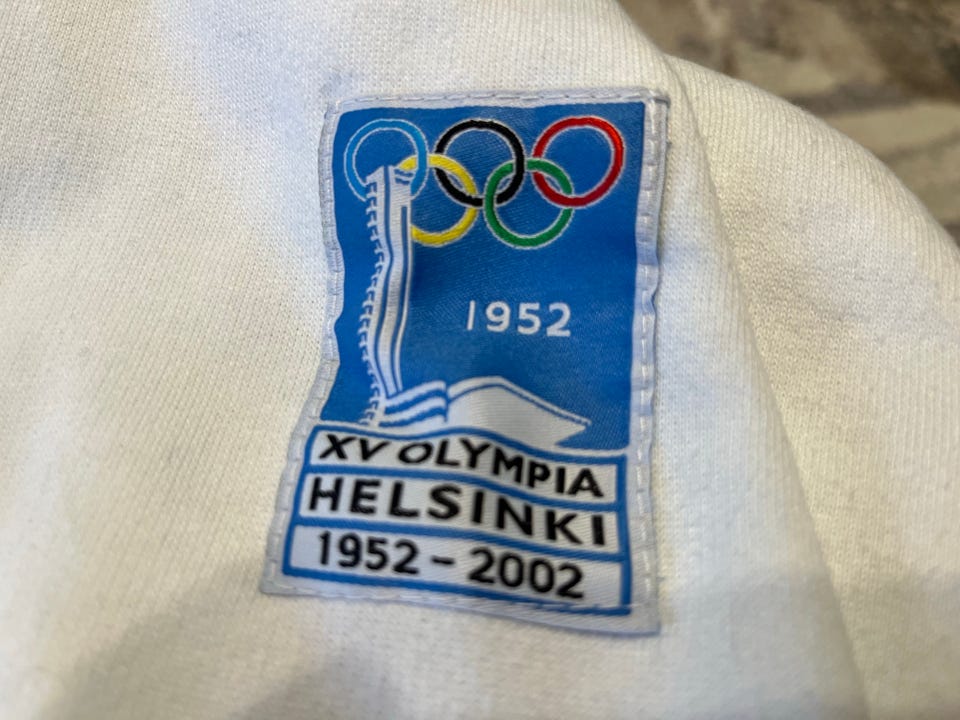 1952
XV OLYMPIA
HELSINKI
1952 - 2002